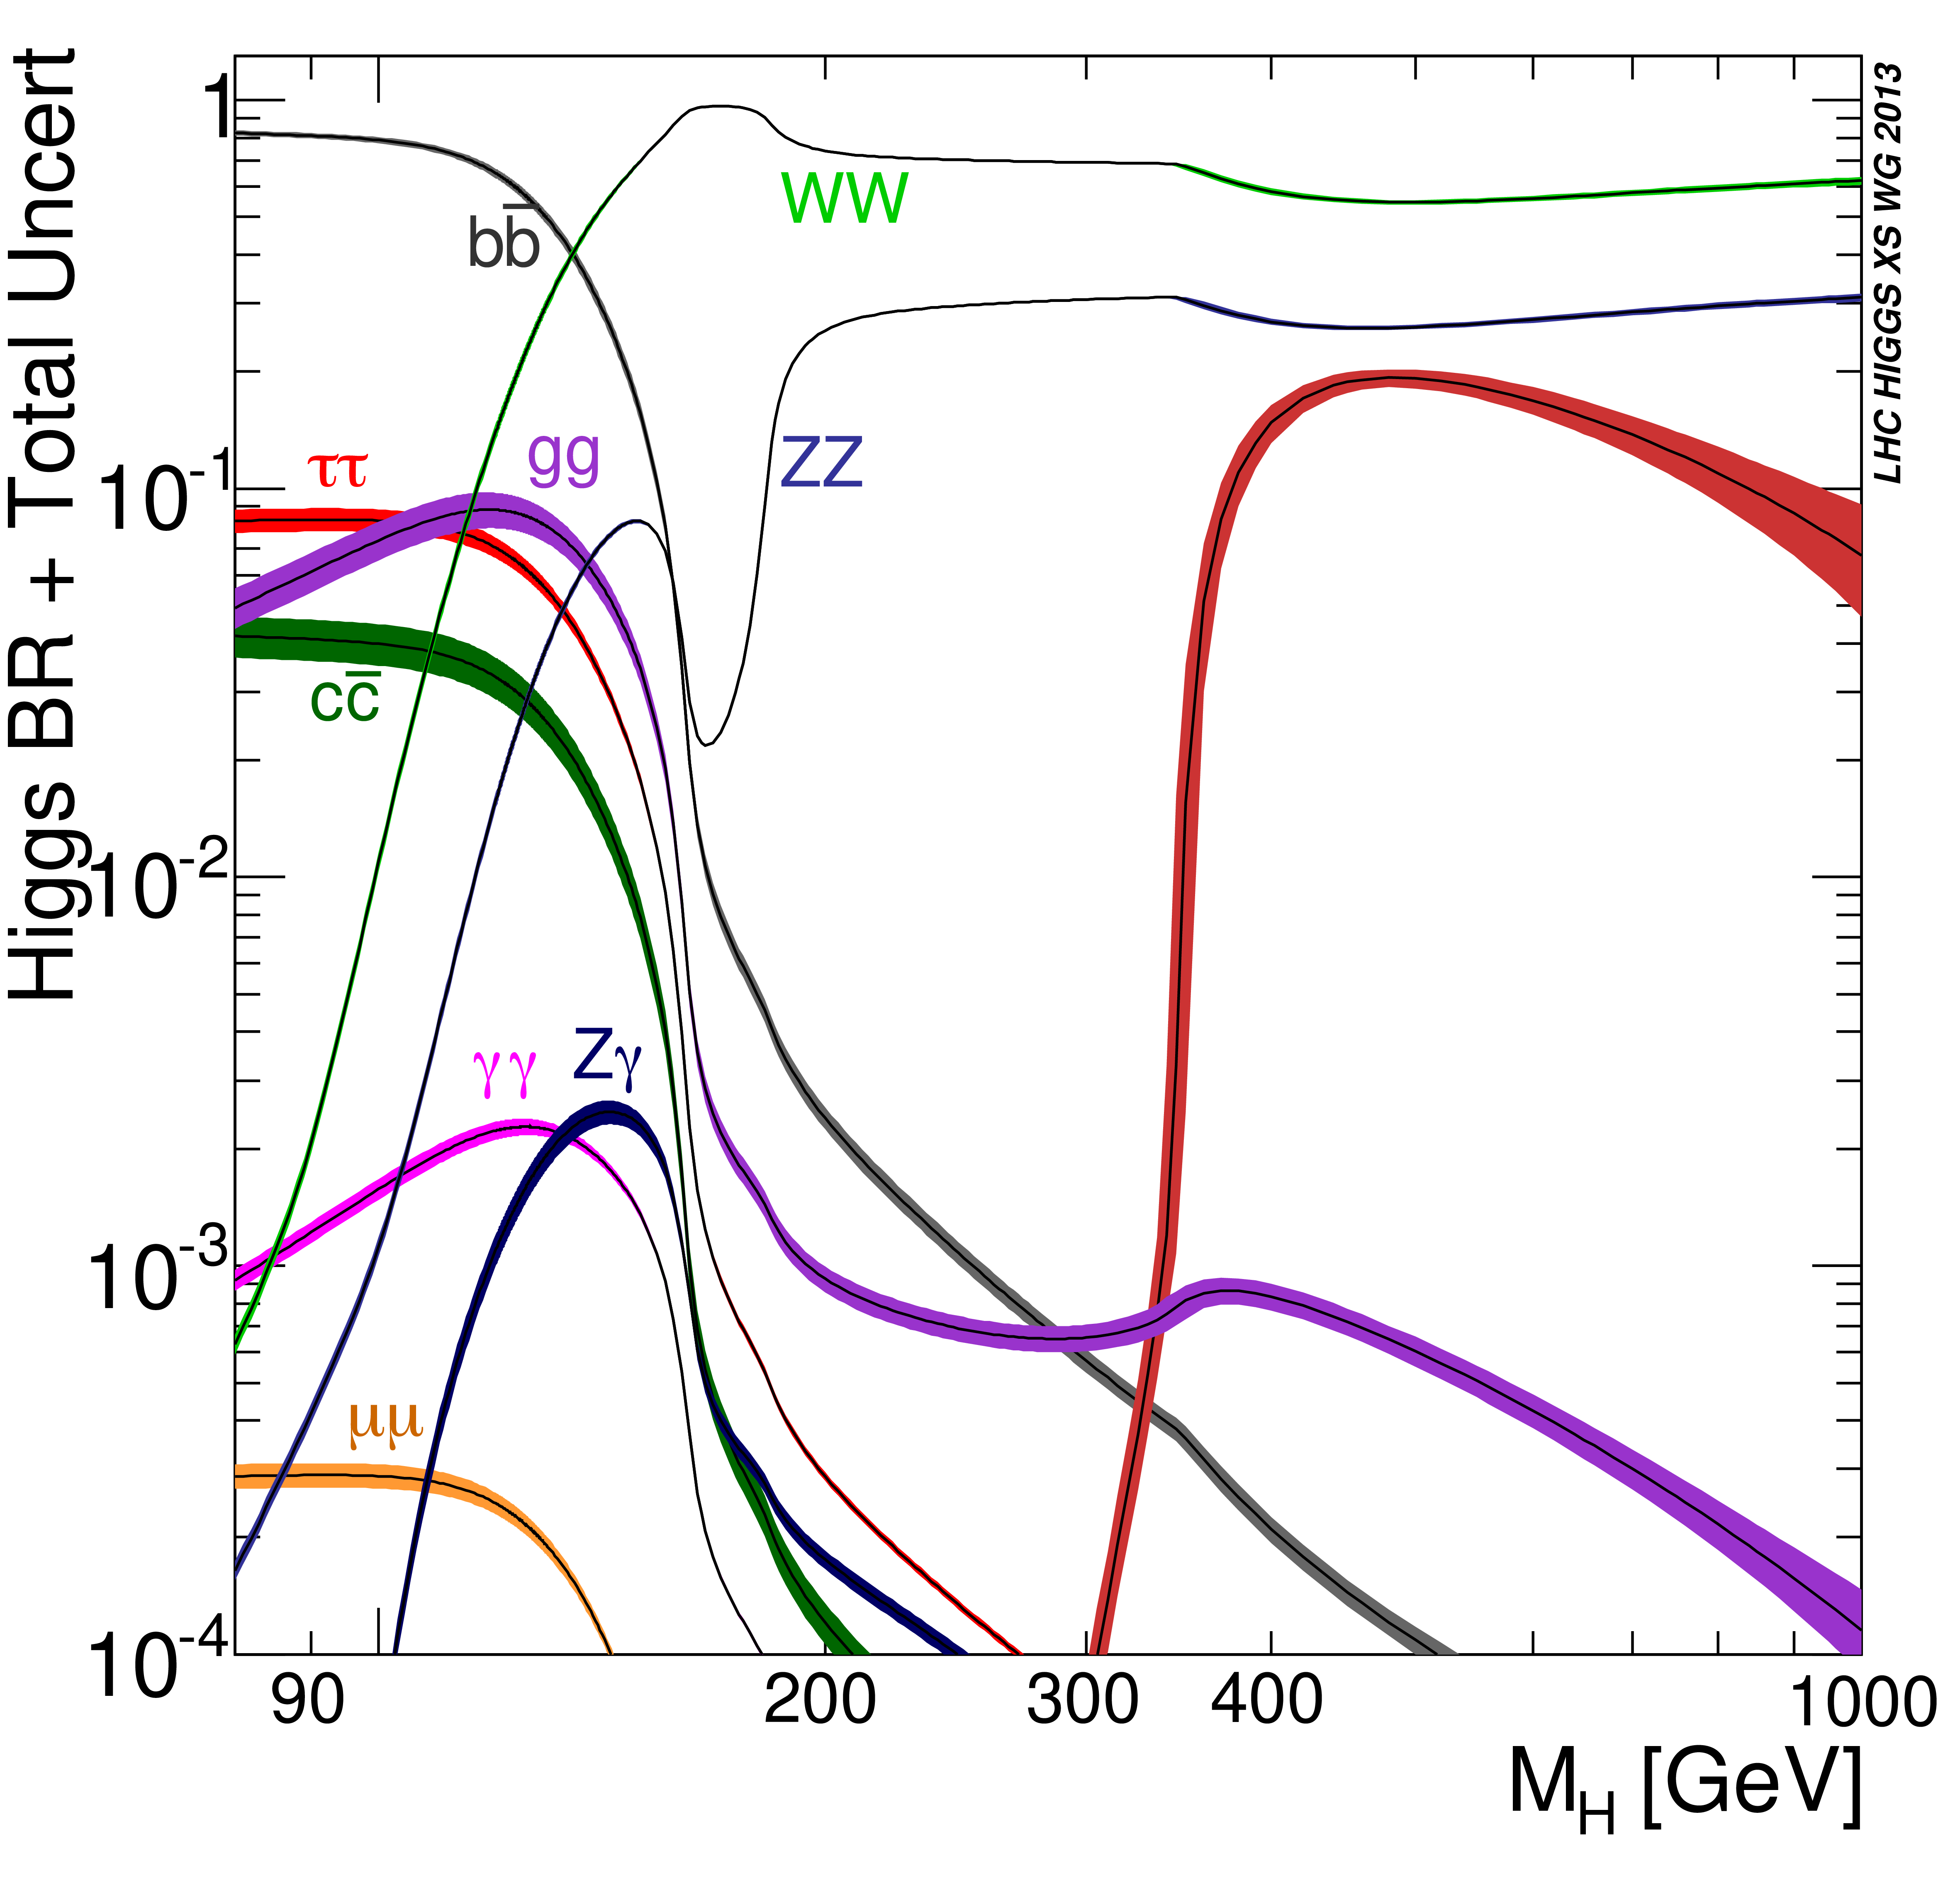 Higgs BR + Total Uncert
LHC HIGGS XS WG 2013
1
10⁻¹
10⁻²
10⁻³
10⁻⁴
WW
bb̅
ττ
gg
ZZ
cc̅
γγ
Zγ
μμ
90
200
300
400
1000
M_H [GeV]